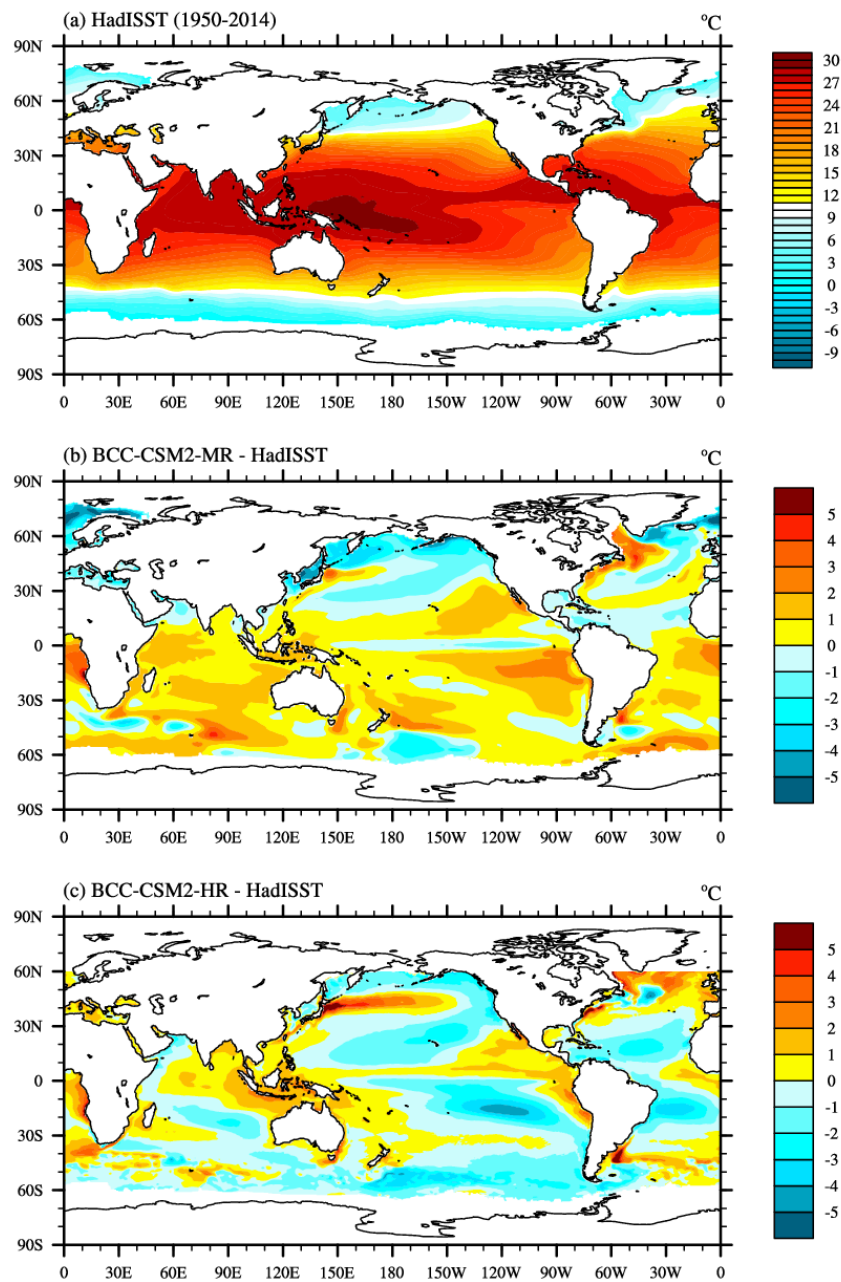 (a) HadISST (1950-2014) °C
90N
60N
30N
0
30S
60S
90S
0 30E 60E 90E 120E 150E 180 150W 120W 90W 60W 30W 0
30
27
24
21
18
15
12
9
6
3
0
-3
-6
-9
(b) BCC-CSM2-MR - HadISST °C
90N
60N
30N
0
30S
60S
90S
0 30E 60E 90E 120E 150E 180 150W 120W 90W 60W 30W 0
5
4
3
2
1
0
-1
-2
-3
-4
-5
(c) BCC-CSM2-HR - HadISST °C
90N
60N
30N
0
30S
60S
90S
0 30E 60E 90E 120E 150E 180 150W 120W 90W 60W 30W 0
5
4
3
2
1
0
-1
-2
-3
-4
-5